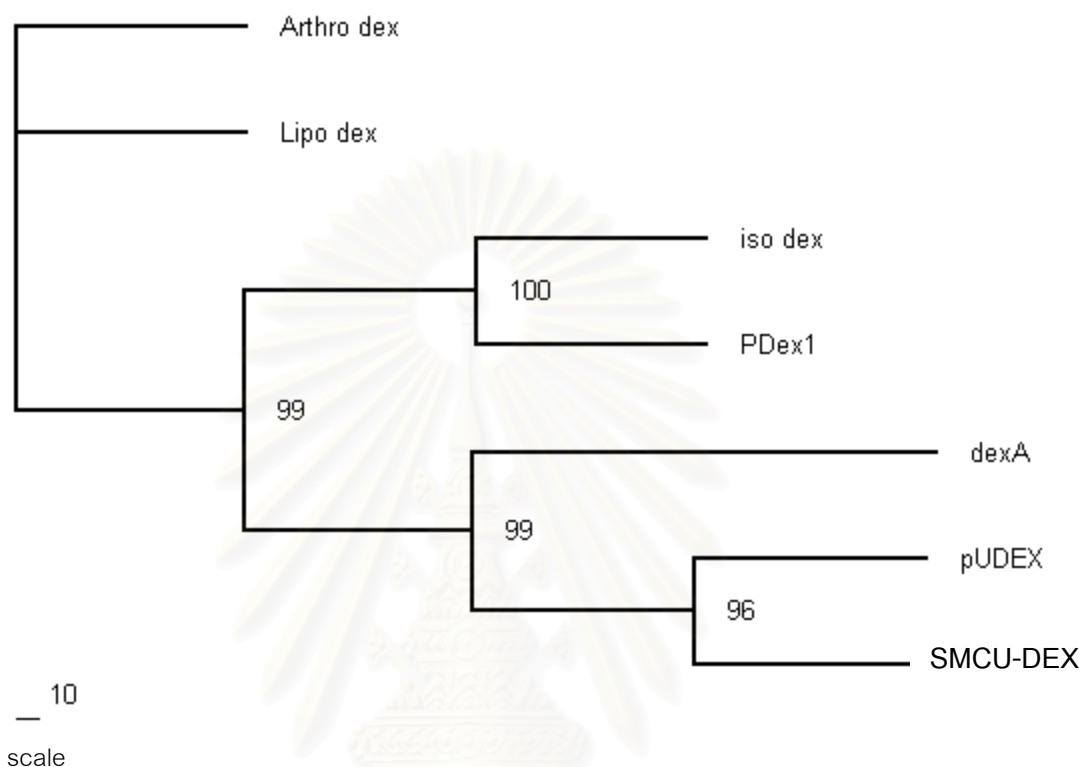 Arthro dex
Lipo dex
iso dex
100
PDex1
99
dexA
99
pUDEX
96
SMCU-DEX
10
scale